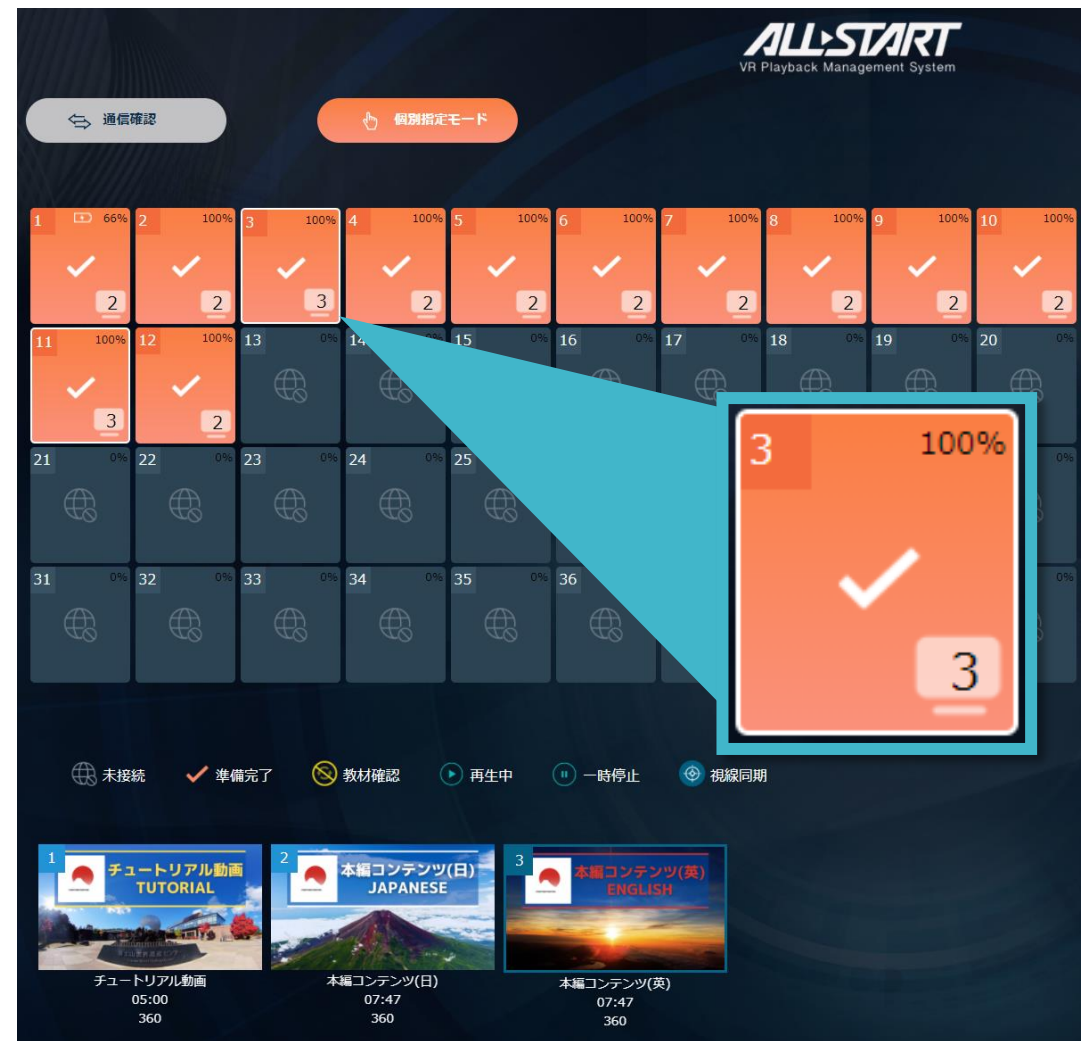 ALL START
VR Playback Management System
通信確認
個別指定モード
1 66% 2 100% 3 100% 4 100% 5 100% 6 100% 7 100% 8 100% 9 100% 10 100%
2 2 3 2 2 2 2 2 2 2
11 100% 12 100% 13 0% 14 0% 15 0% 16 0% 17 0% 18 0% 19 0% 20 0%
3 2
3 100%
3
21 0% 22 0% 23 0% 24 0% 25 0%
31 0% 32 0% 33 0% 34 0% 35 0% 36 0%
未接続 準備完了 教材確認 再生中 一時停止 視線同期
1 チュートリアル動画
TUTORIAL
チュートリアル動画
05:00
360
2 本編コンテンツ(日)
JAPANESE
本編コンテンツ(日)
07:47
360
3 本編コンテンツ(英)
ENGLISH
本編コンテンツ(英)
07:47
360